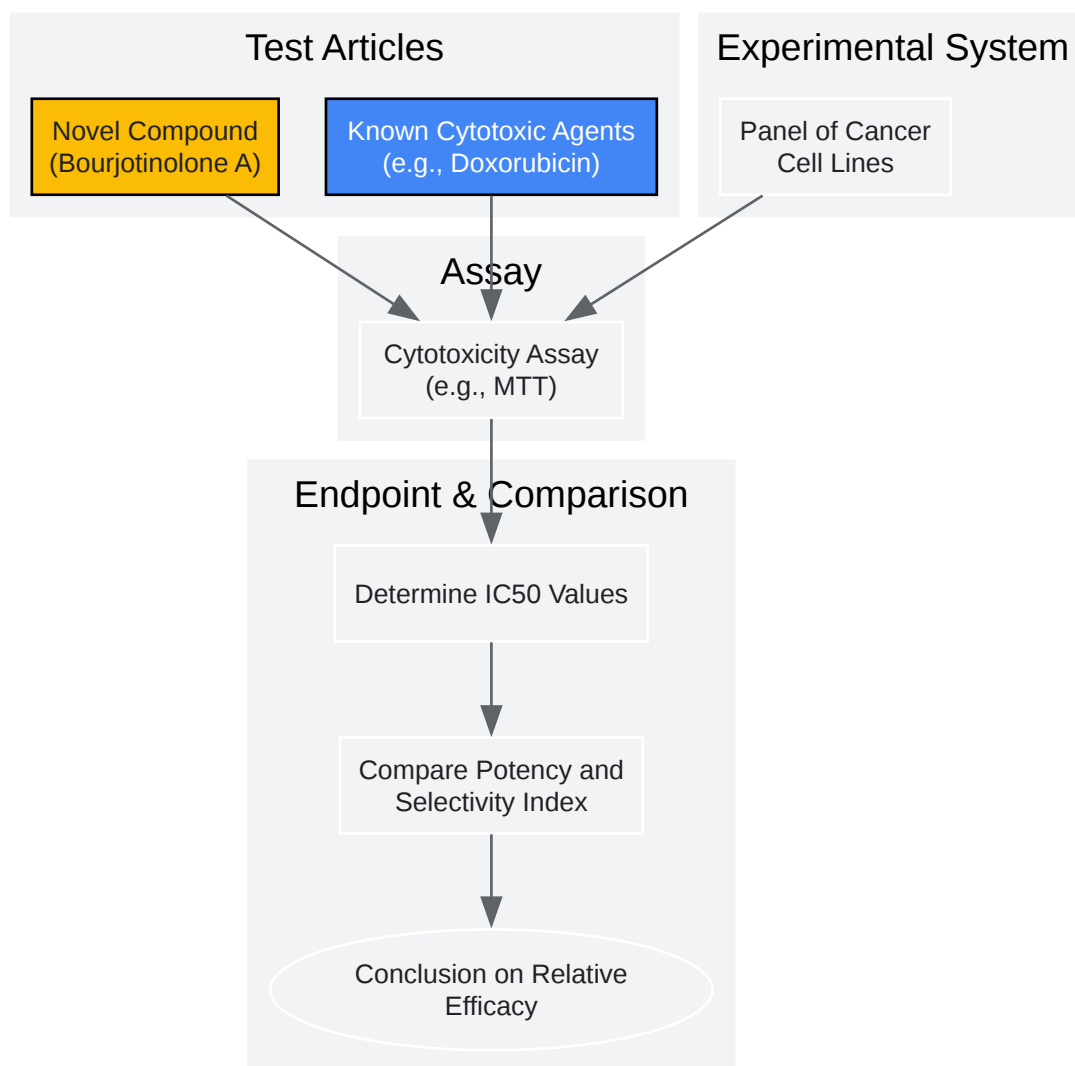 Test Articles
Experimental System
Novel Compound
(Bourjotinolone A)
Known Cytotoxic Agents
(e.g., Doxorubicin)
Panel of Cancer
Cell Lines
Assay
Cytotoxicity Assay
(e.g., MTT)
Endpoint & Comparison
Determine IC50 Values
Compare Potency and
Selectivity Index
Conclusion on Relative
Efficacy